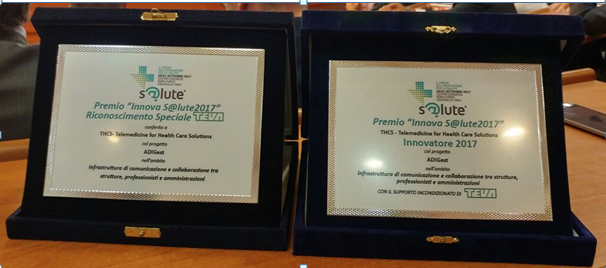 s@lute
Premio "Innova S@lute2017"
Riconoscimento Speciale TEVA
conferito a
THCS- Telemedicine for Health Care Solutions
col progetto
ADIGest
nell'ambito
Infrastruttura di comunicazione e collaborazione tra
strutture, professionisti e amministrazioni
s@lute
Premio "Innova S@lute2017"
THCS - Telemedicine for Health Care Solutions
Innovatore 2017
col progetto
ADIGest
nell'ambito
Infrastruttura di comunicazione e collaborazione tra strutture,
professionisti e amministrazioni
CON IL SUPPORTO INCONDIZIONATO DI TEVA